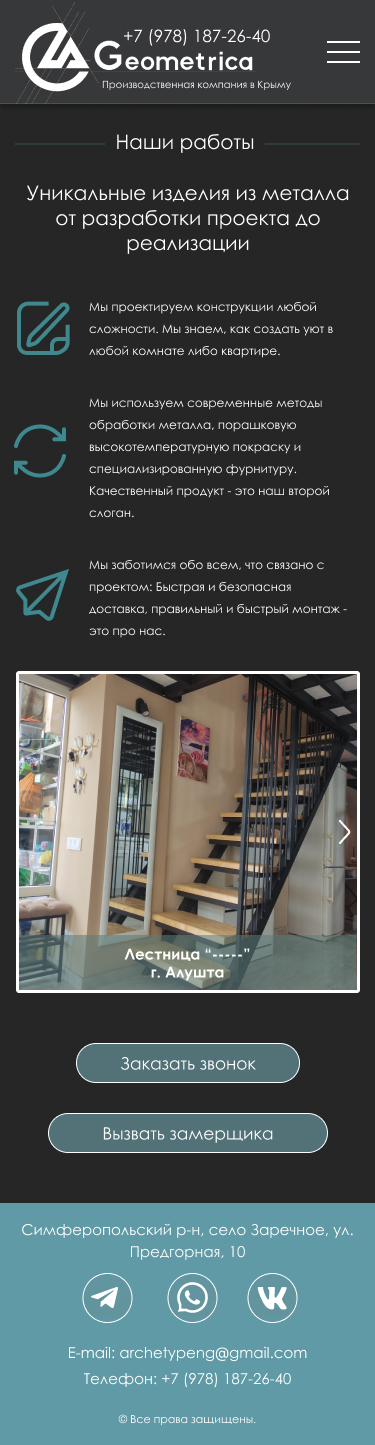 +7 (978) 187-26-40
Geometrica
Производственная компания в Крыму
Наши работы
Уникальные изделия из металла
от разработки проекта до
реализации
Мы проектируем конструкции любой
сложности. Мы знаем, как создать уют в
любой комнате либо квартире.
Мы используем современные методы
обработки металла, порашковую
высокотемпературную покраску и
специализированную фурнитуру.
Качественный продукт - это наш второй
слоган.
Мы заботимся обо всем, что связано с
проектом: Быстрая и безопасная
доставка, правильный и быстрый монтаж -
это про нас.
Лестница “-----”
г. Алушта
Заказать звонок
Вызвать замерщика
Симферопольский р-н, село Заречное, ул.
Предгорная, 10
E-mail: archetypeng@gmail.com
Телефон: +7 (978) 187-26-40
© Все права защищены.